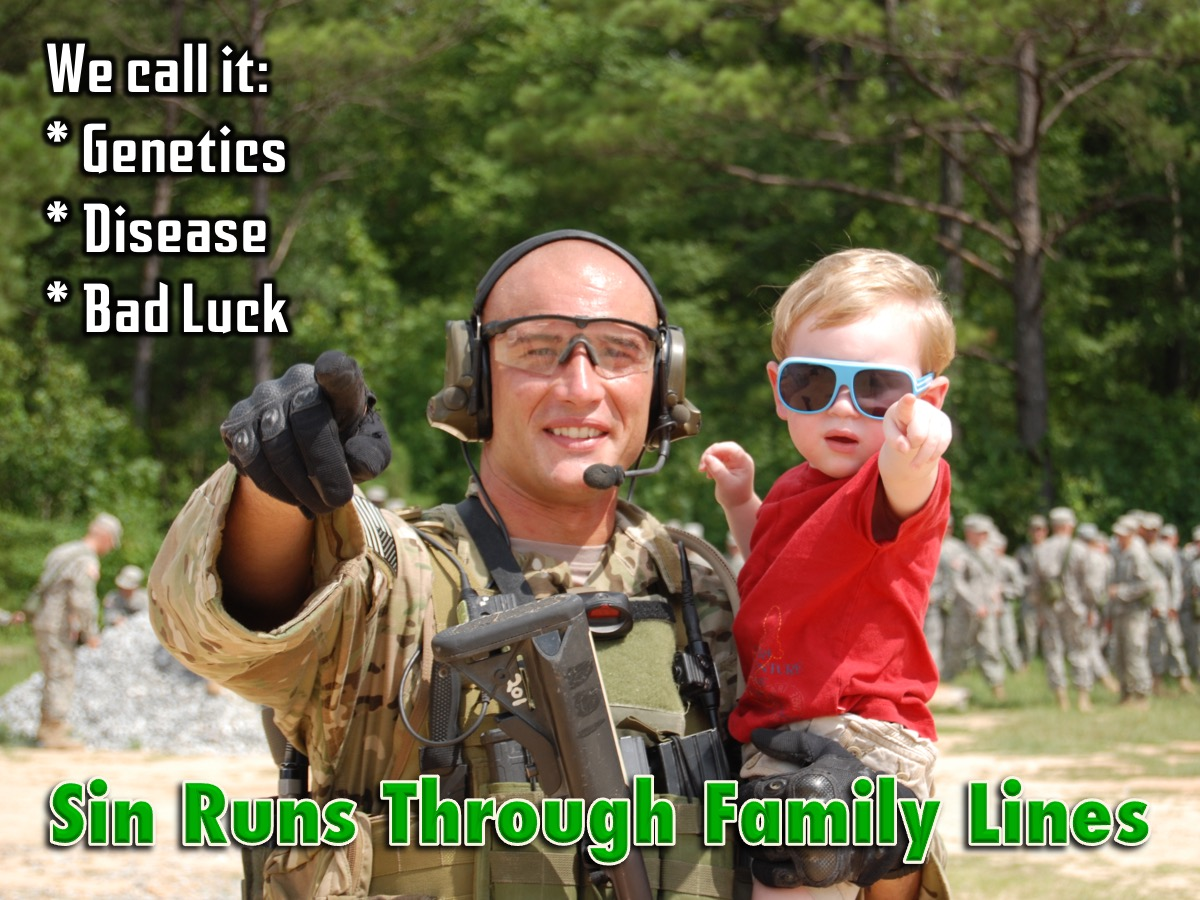 We call it:
* Genetics
* Disease
* Bad Luck
Sin Runs Through Family Lines